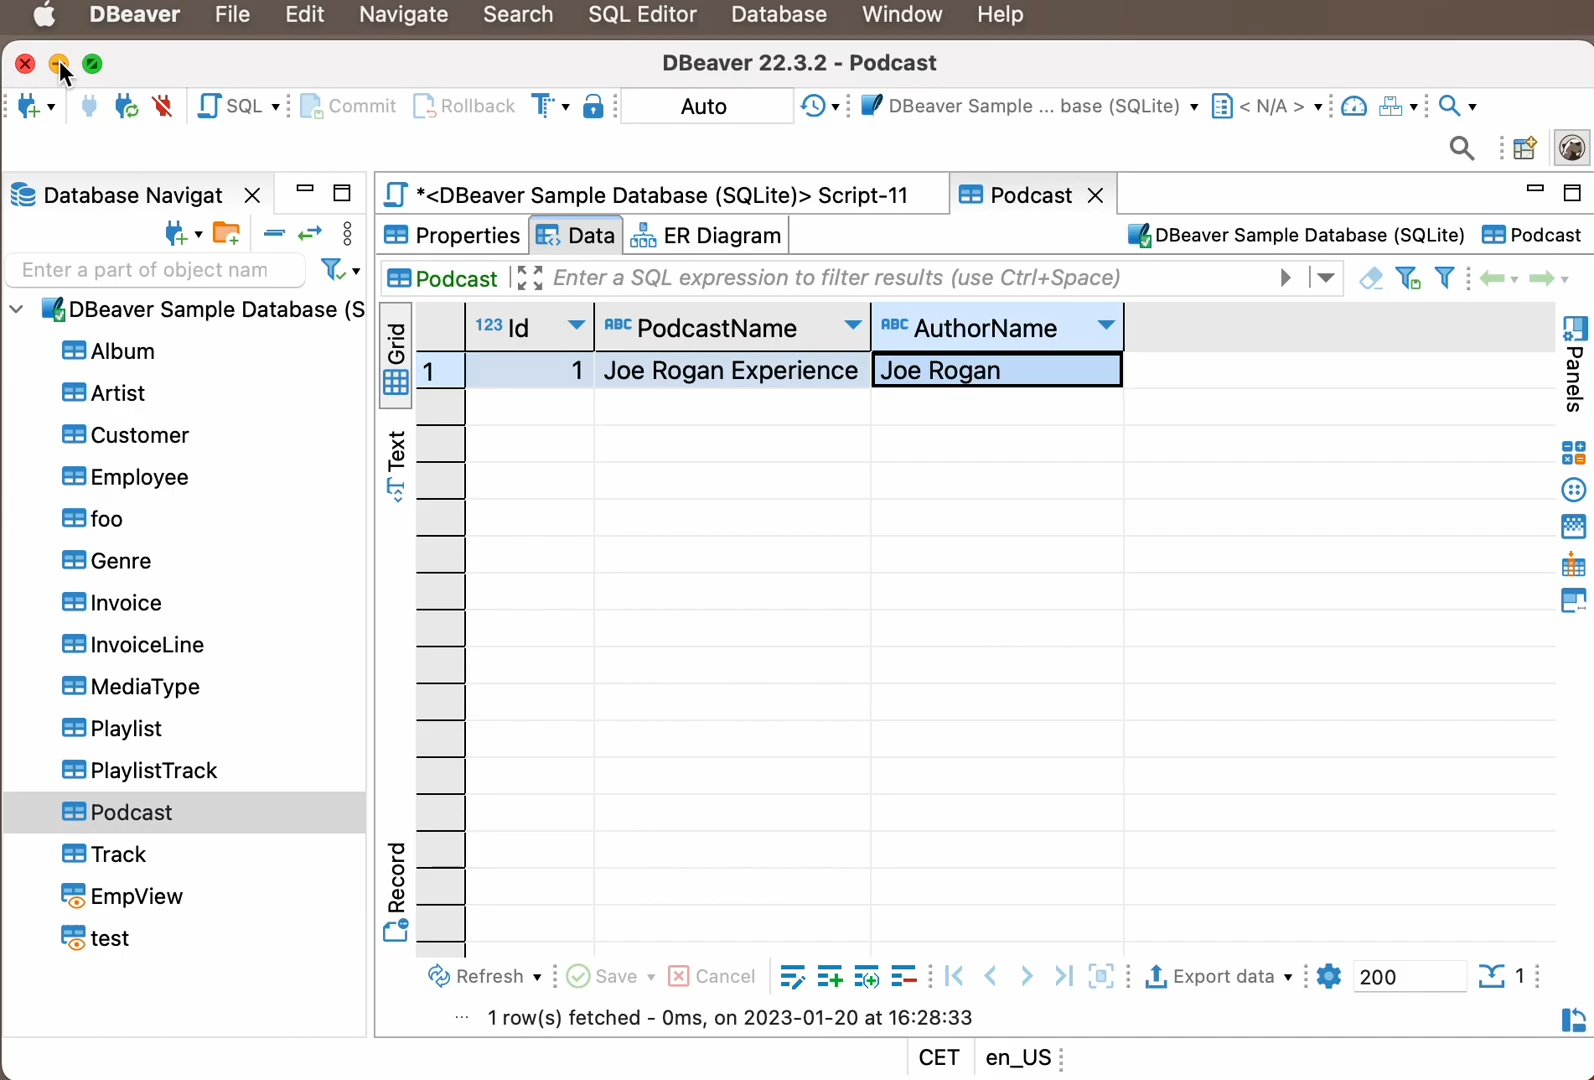 DBeaver File Edit Navigate Search SQL Editor Database Window Help
DBeaver 22.3.2 - Podcast
SQL Commit Rollback Auto DBeaver Sample ... base (SQLite) < N/A >
Database Navigat
*<DBeaver Sample Database (SQLite)> Script-11 Podcast
Properties Data ER Diagram DBeaver Sample Database (SQLite) Podcast
Enter a part of object nam
Podcast Enter a SQL expression to filter results (use Ctrl+Space)
DBeaver Sample Database (S
Album
Artist
Customer
Employee
foo
Genre
Invoice
InvoiceLine
MediaType
Playlist
PlaylistTrack
Podcast
Track
EmpView
test
Grid
Text
Record
123 Id ABC PodcastName ABC AuthorName
1 1 Joe Rogan Experience Joe Rogan
Panels
Refresh Save Cancel Export data 200 1
... 1 row(s) fetched - 0ms, on 2023-01-20 at 16:28:33
CET en_US